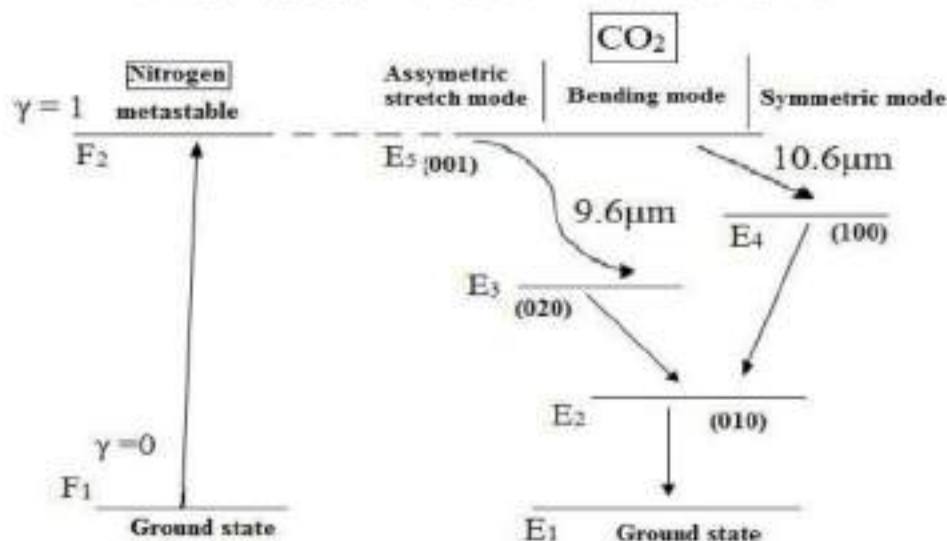 CO₂
Nitrogen
metastable
Assymetric
stretch mode
Bending mode
Symmetric mode
γ = 1
F₂
E₅ (001)
10.6μm
9.6μm
E₄
(100)
E₃
(020)
E₂
(010)
γ =0
F₁
Ground state
E₁
Ground state